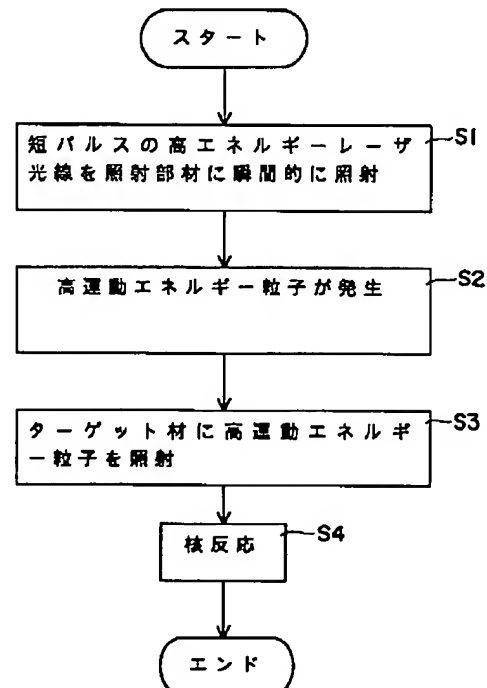 スタート
短パルスの高エネルギーレーザ
光線を照射部材に瞬間的に照射
S1
高運動エネルギー粒子が発生
S2
ターゲット材に高運動エネルギ
ー粒子を照射
S3
核反応
S4
エンド